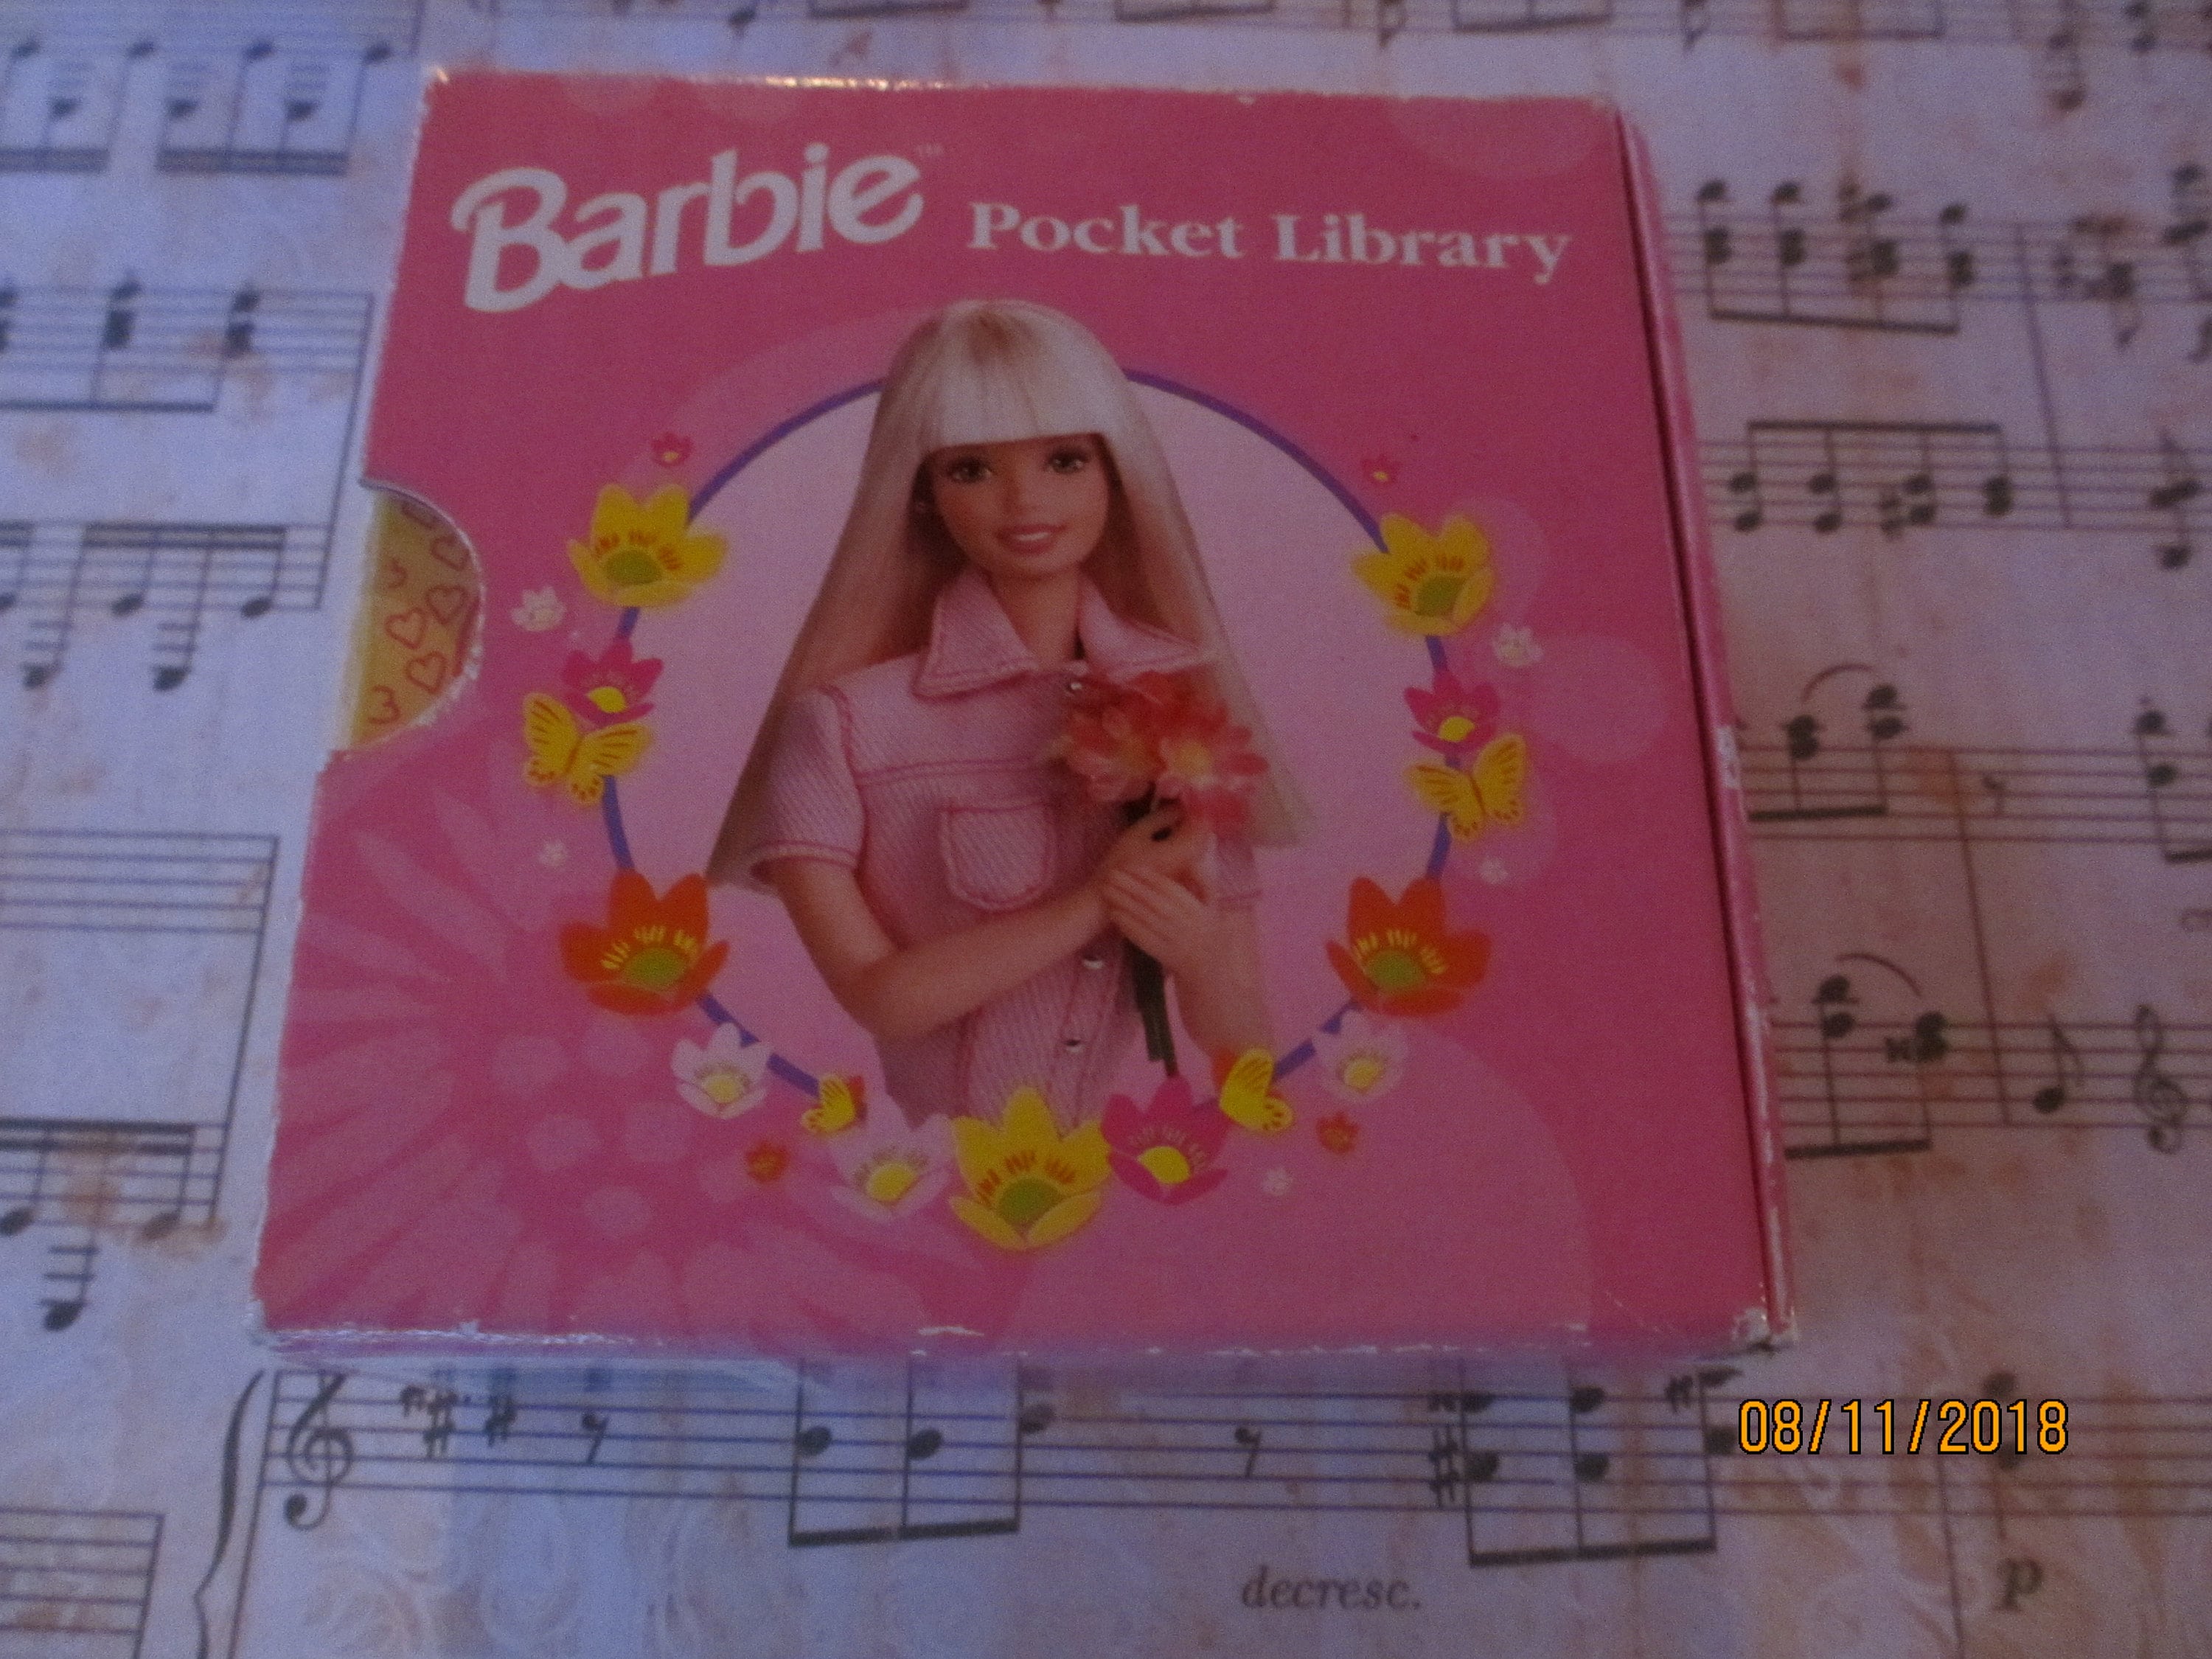 Barbie™ Pocket Library
08/11/2018
decresc.
p